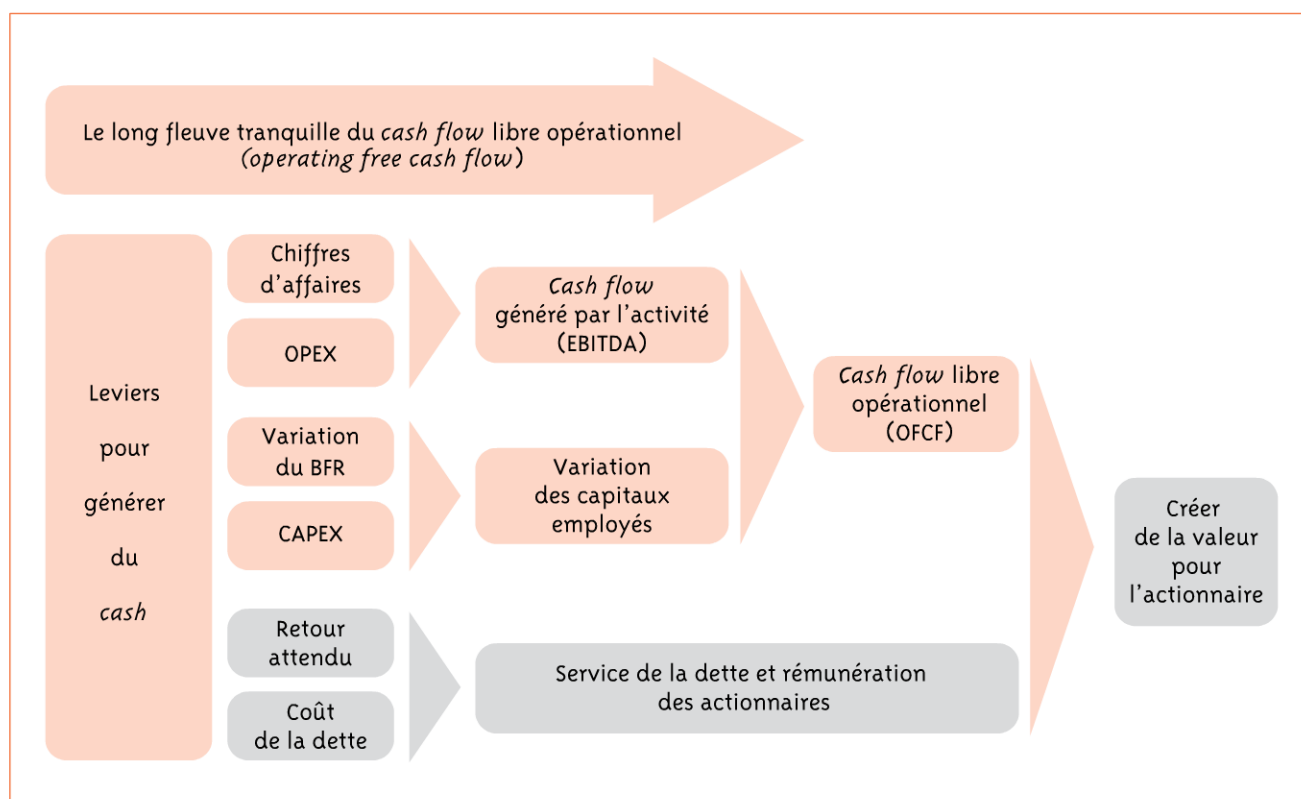 Le long fleuve tranquille du cash flow libre opérationnel
(operating free cash flow)
Leviers
pour
générer
du
cash
Chiffres
d'affaires
OPEX
Cash flow
généré par l'activité
(EBITDA)
Variation
du BFR
CAPEX
Variation
des capitaux
employés
Cash flow libre
opérationnel
(OFCF)
Retour
attendu
Coût
de la dette
Service de la dette et rémunération
des actionnaires
Créer
de la valeur
pour
l'actionnaire